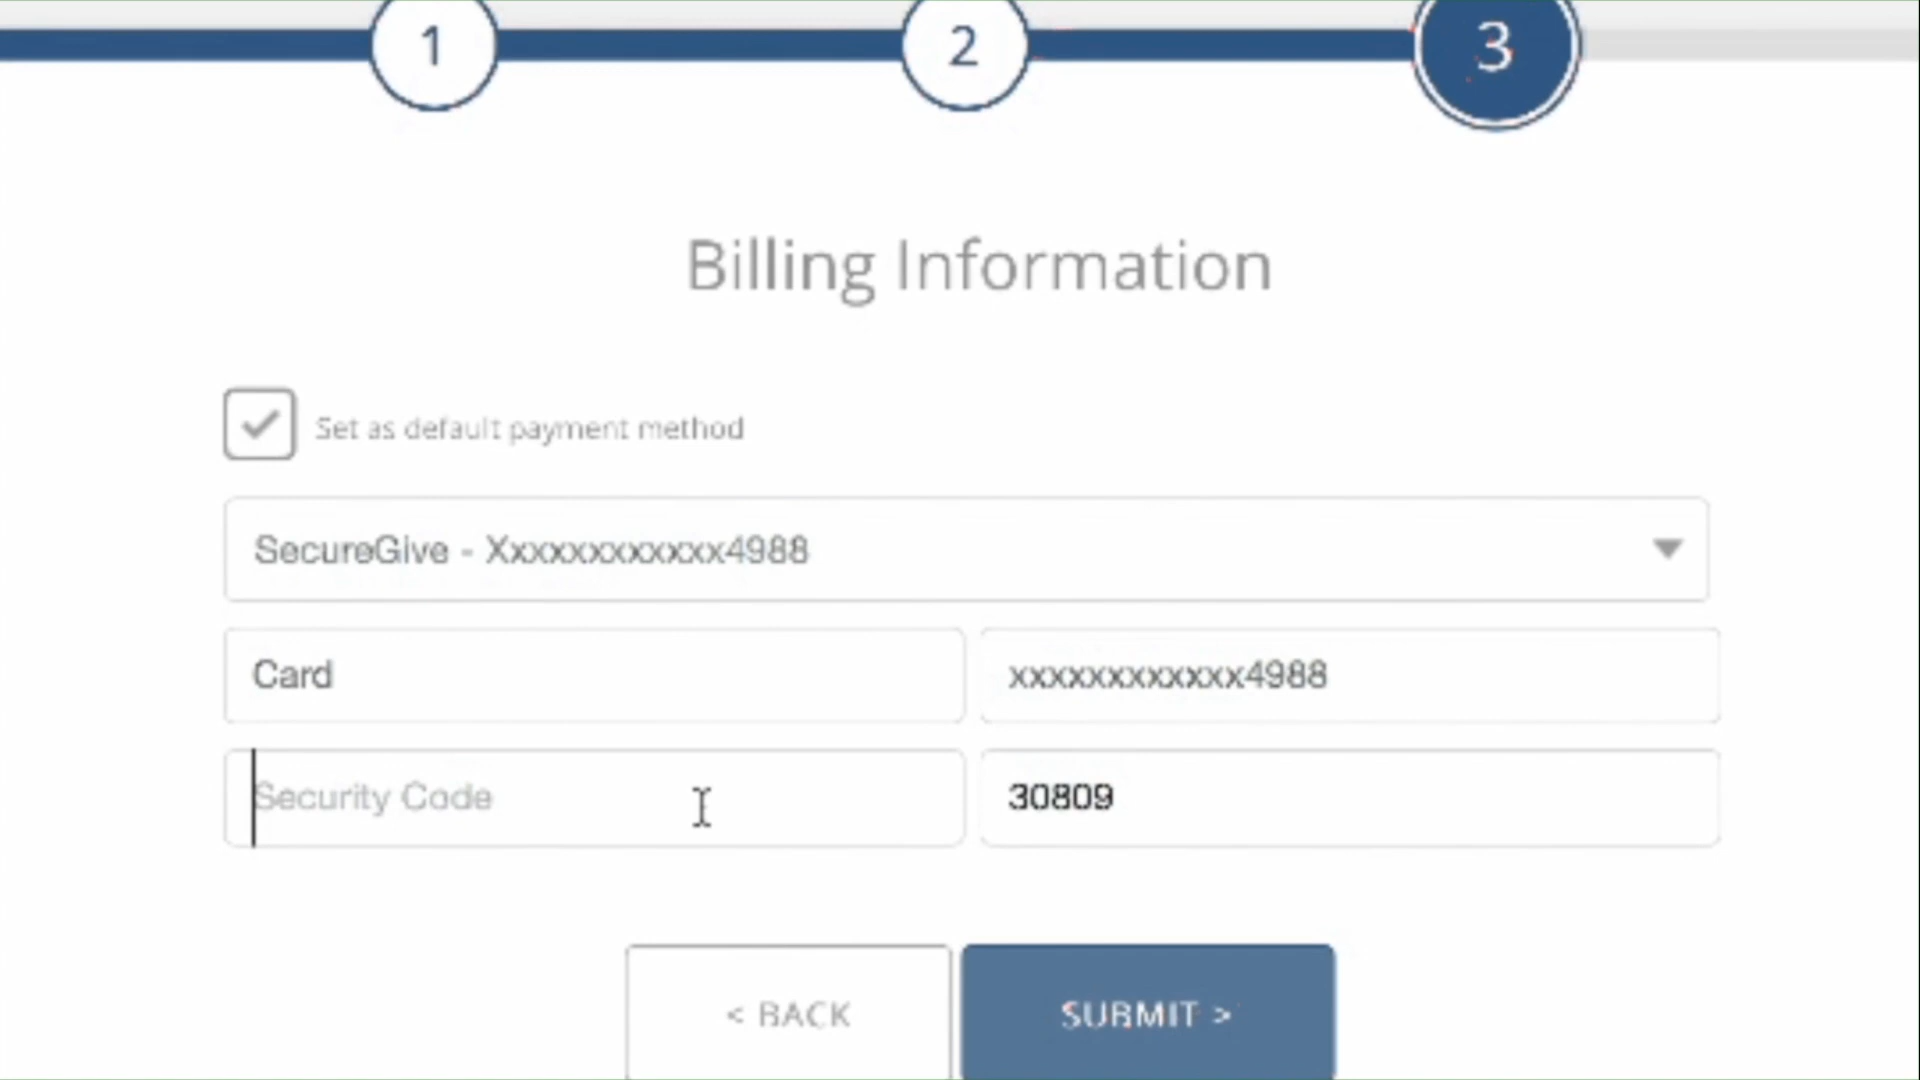 1 2 3
Billing Information
Set as default payment method
SecureGive - Xxxxxxxxxxxx4988
Card xxxxxxxxxxxx4988
Security Code 30809
< BACK SUBMIT >